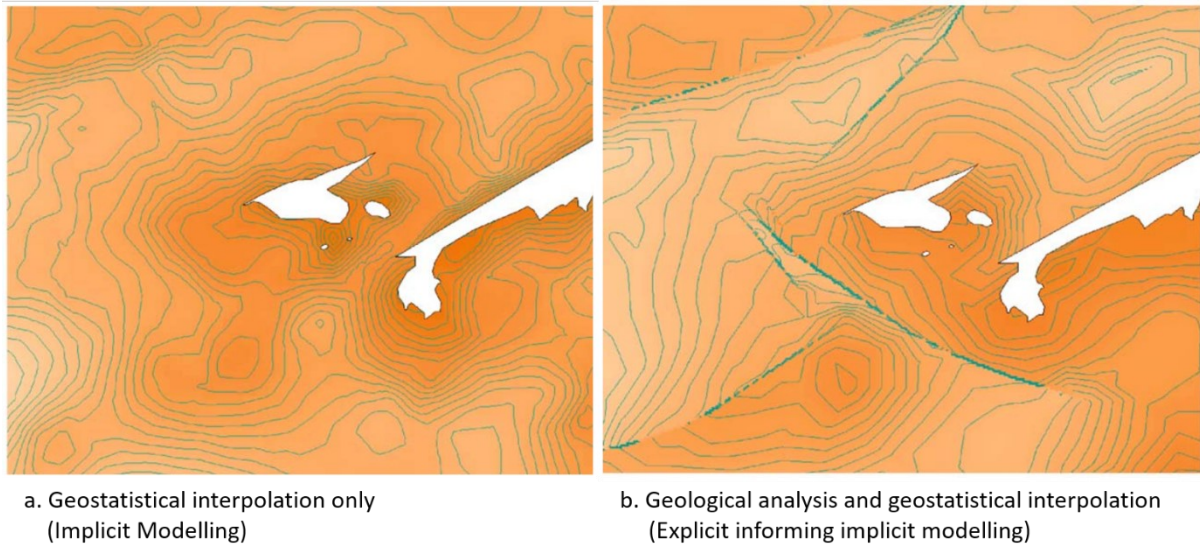 a. Geostatistical interpolation only
(Implicit Modelling)
b. Geological analysis and geostatistical interpolation
(Explicit informing implicit modelling)